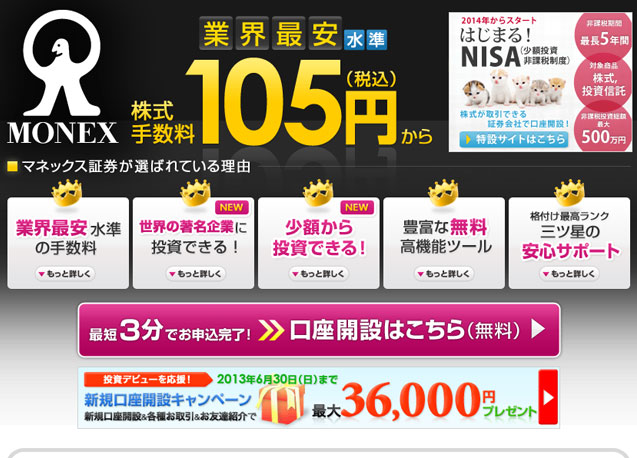 MONEX
業界最安水準
株式
手数料
105円
(税込)
から
2014年からスタート
はじまる!
NISA(少額投資
非課税制度)
株式が取引できる
証券会社で口座開設!
特設サイトはこちら
非課税投資期間
最長5年間
対象商品
株式,
投資信託
非課税投資総額
最大
500万円
マネックス証券が選ばれている理由
業界最安水準
の手数料
もっと詳しく
NEW
世界の著名企業に
投資できる!
もっと詳しく
NEW
少額から
投資できる!
もっと詳しく
豊富な無料
高機能ツール
もっと詳しく
格付け最高ランク
三ツ星の
安心サポート
もっと詳しく
最短3分でお申込完了! 口座開設はこちら(無料)
投資デビューを応援! 2013年6月30日(日)まで
新規口座開設キャンペーン
新規口座開設&各種お取引&お友達紹介で
最大36,000円
プレゼント